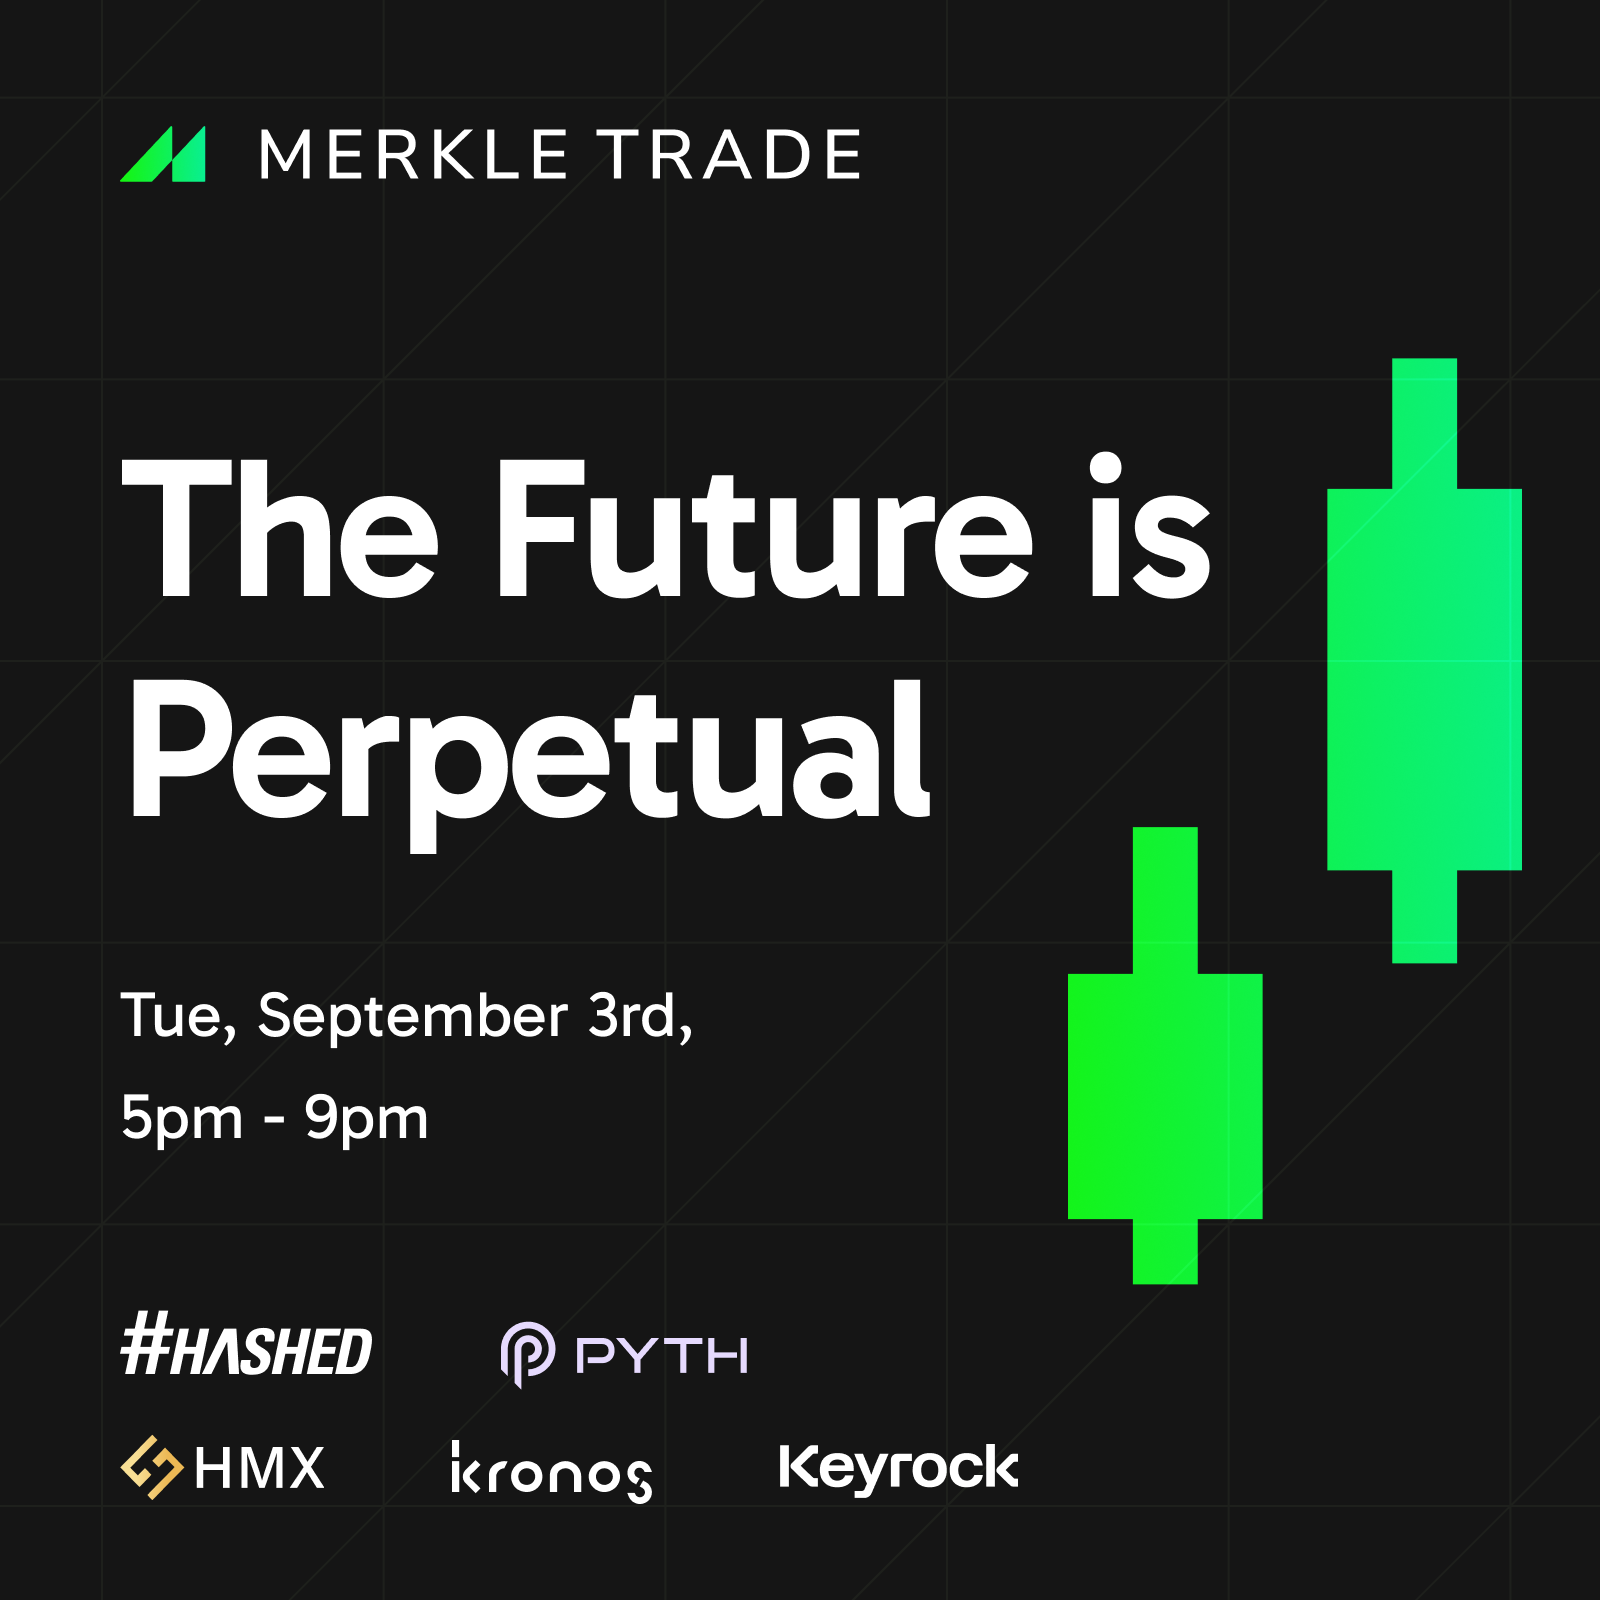 MERKLE TRADE
The Future is
Perpetual
Tue, September 3rd,
5pm - 9pm
#HASHED
PYTH
HMX
kronos
Keyrock